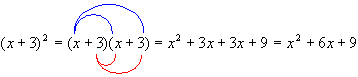 (x + 3)² = (x + 3)(x + 3) = x² + 3x + 3x + 9 = x² + 6x + 9